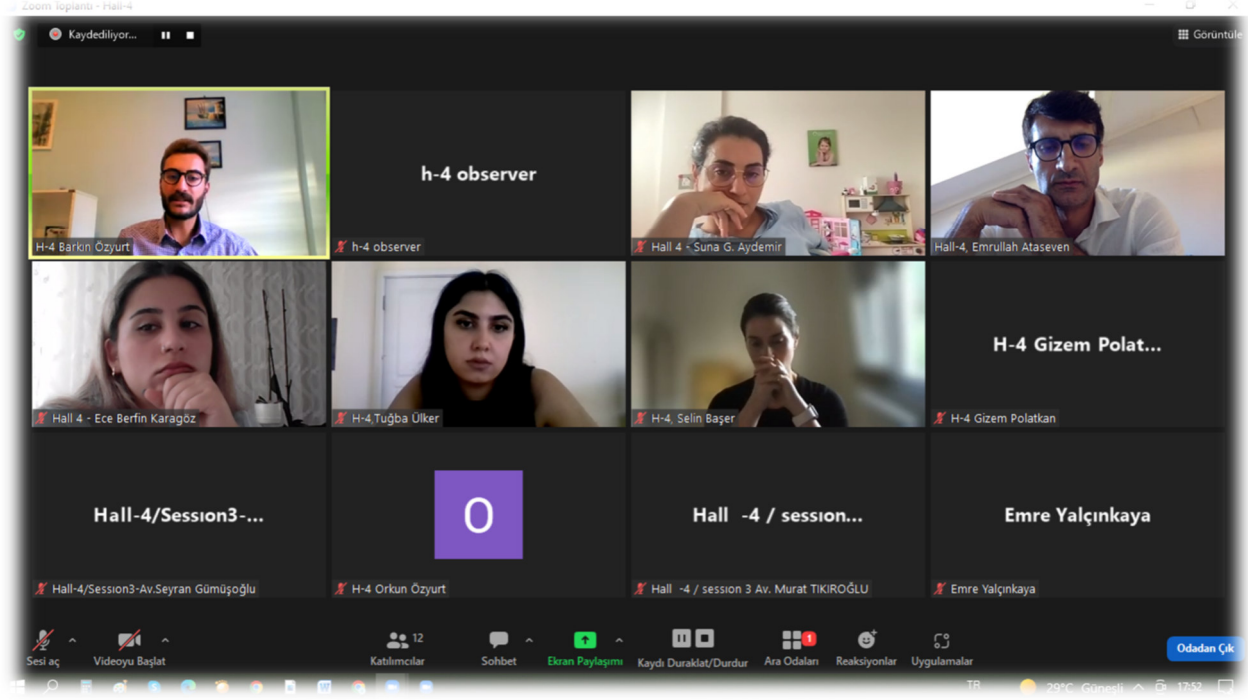 Zoom Toplantı - Hall-4
Kaydediliyor...
Görüntüle
H-4 Barkın Özyurt
h-4 observer
h-4 observer
Hall 4 - Suna G. Aydemir
Hall-4, Emrullah Ataseven
Hall 4 - Ece Berfin Karagöz
H-4,Tuğba Ülker
H-4, Selin Başer
H-4 Gizem Polat...
H-4 Gizem Polatkan
Hall-4/Sessıon3-...
Hall-4/Sessıon3-Av.Seyran Gümüşoğlu
O
H-4 Orkun Özyurt
Hall -4 / sessıon...
Hall -4 / sessıon 3 Av. Murat TIKIROĞLU
Emre Yalçınkaya
Emre Yalçınkaya
Sesi aç
Videoyu Başlat
12
Katılımcılar
Sohbet
Ekran Paylaşımı
Kaydı Duraklat/Durdur
1
Ara Odaları
Reaksiyonlar
Uygulamalar
Odadan Çık
TR
29°C Güneşli
17:52